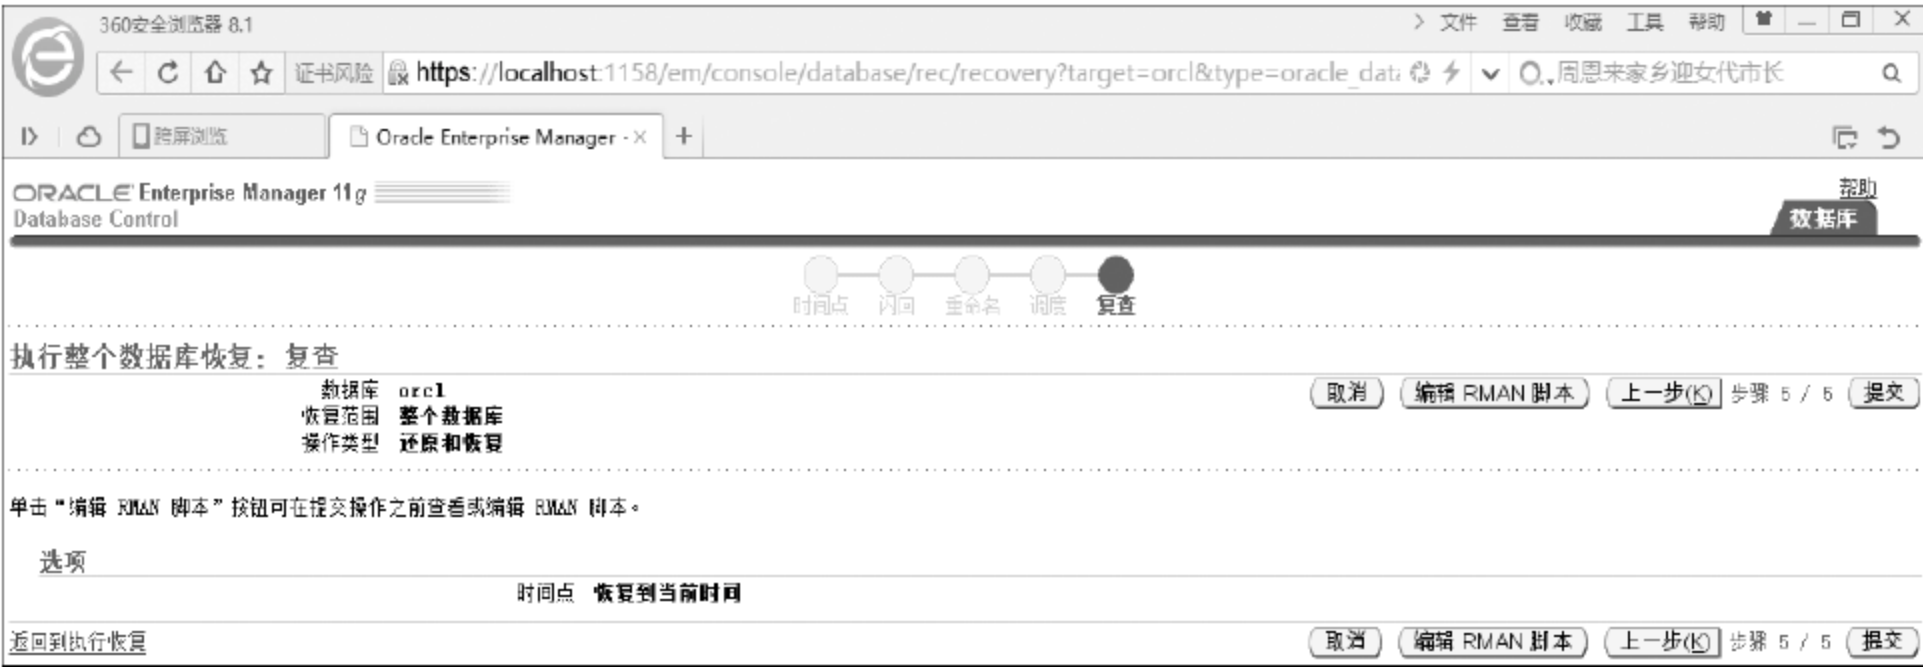 360安全浏览器 8.1
> 文件 查看 收藏 工具 帮助
证书风险 https://localhost:1158/em/console/database/rec/recovery?target=orcl&type=oracle_data 周恩来家乡迎女代市长
跨屏浏览 Oracle Enterprise Manager - × +
ORACLE Enterprise Manager 11g 帮助
Database Control 数据库
时间点 闪回 重命名 调度 复查
执行整个数据库恢复: 复查
数据库 orcl 取消 编辑 RMAN 脚本 上一步(K) 步骤 5 / 5 提交
恢复范围 整个数据库
操作类型 还原和恢复
单击“编辑 RMAN 脚本”按钮可在提交操作之前查看或编辑 RMAN 脚本。
选项
时间点 恢复到当前时间
返回到执行恢复 取消 编辑 RMAN 脚本 上一步(K) 步骤 5 / 5 提交